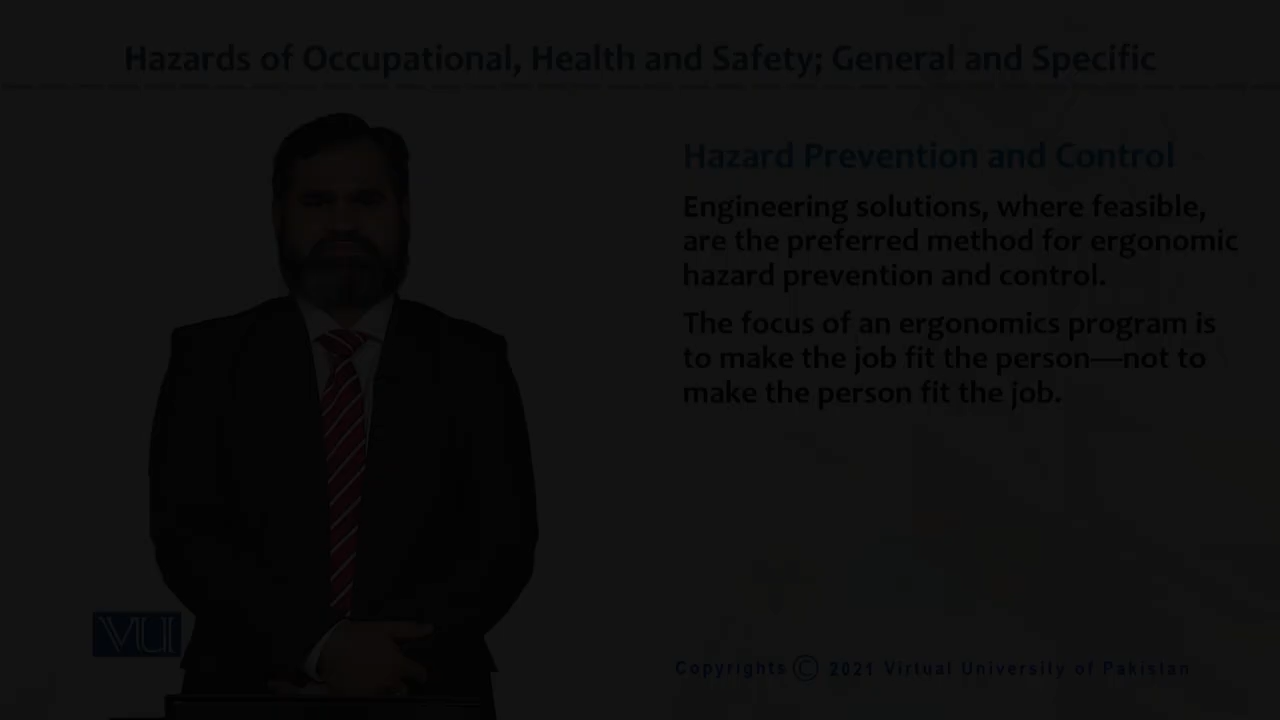 Hazards of Occupational, Health and Safety; General and Specific
Hazard Prevention and Control
Engineering solutions, where feasible,
are the preferred method for ergonomic
hazard prevention and control.
The focus of an ergonomics program is
to make the job fit the person—not to
make the person fit the job.
VU
Copyrights © 2021 Virtual University of Pakistan